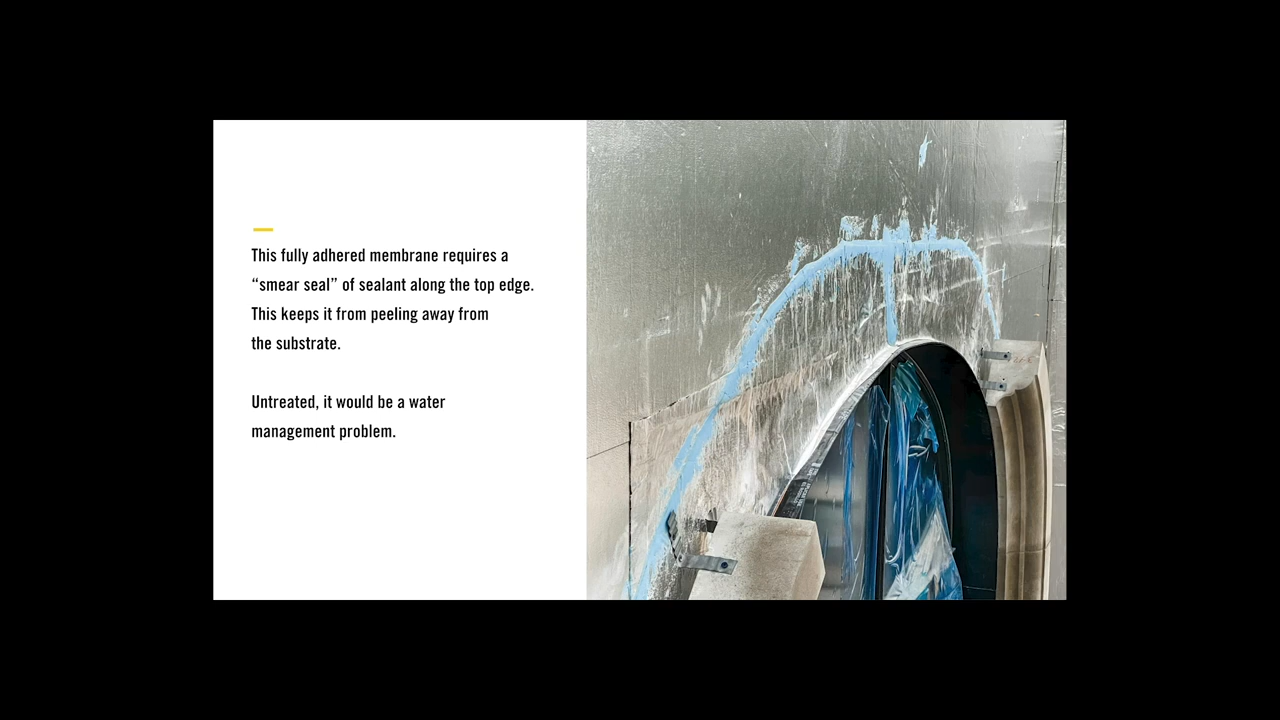 This fully adhered membrane requires a
“smear seal” of sealant along the top edge.
This keeps it from peeling away from
the substrate.
Untreated, it would be a water
management problem.